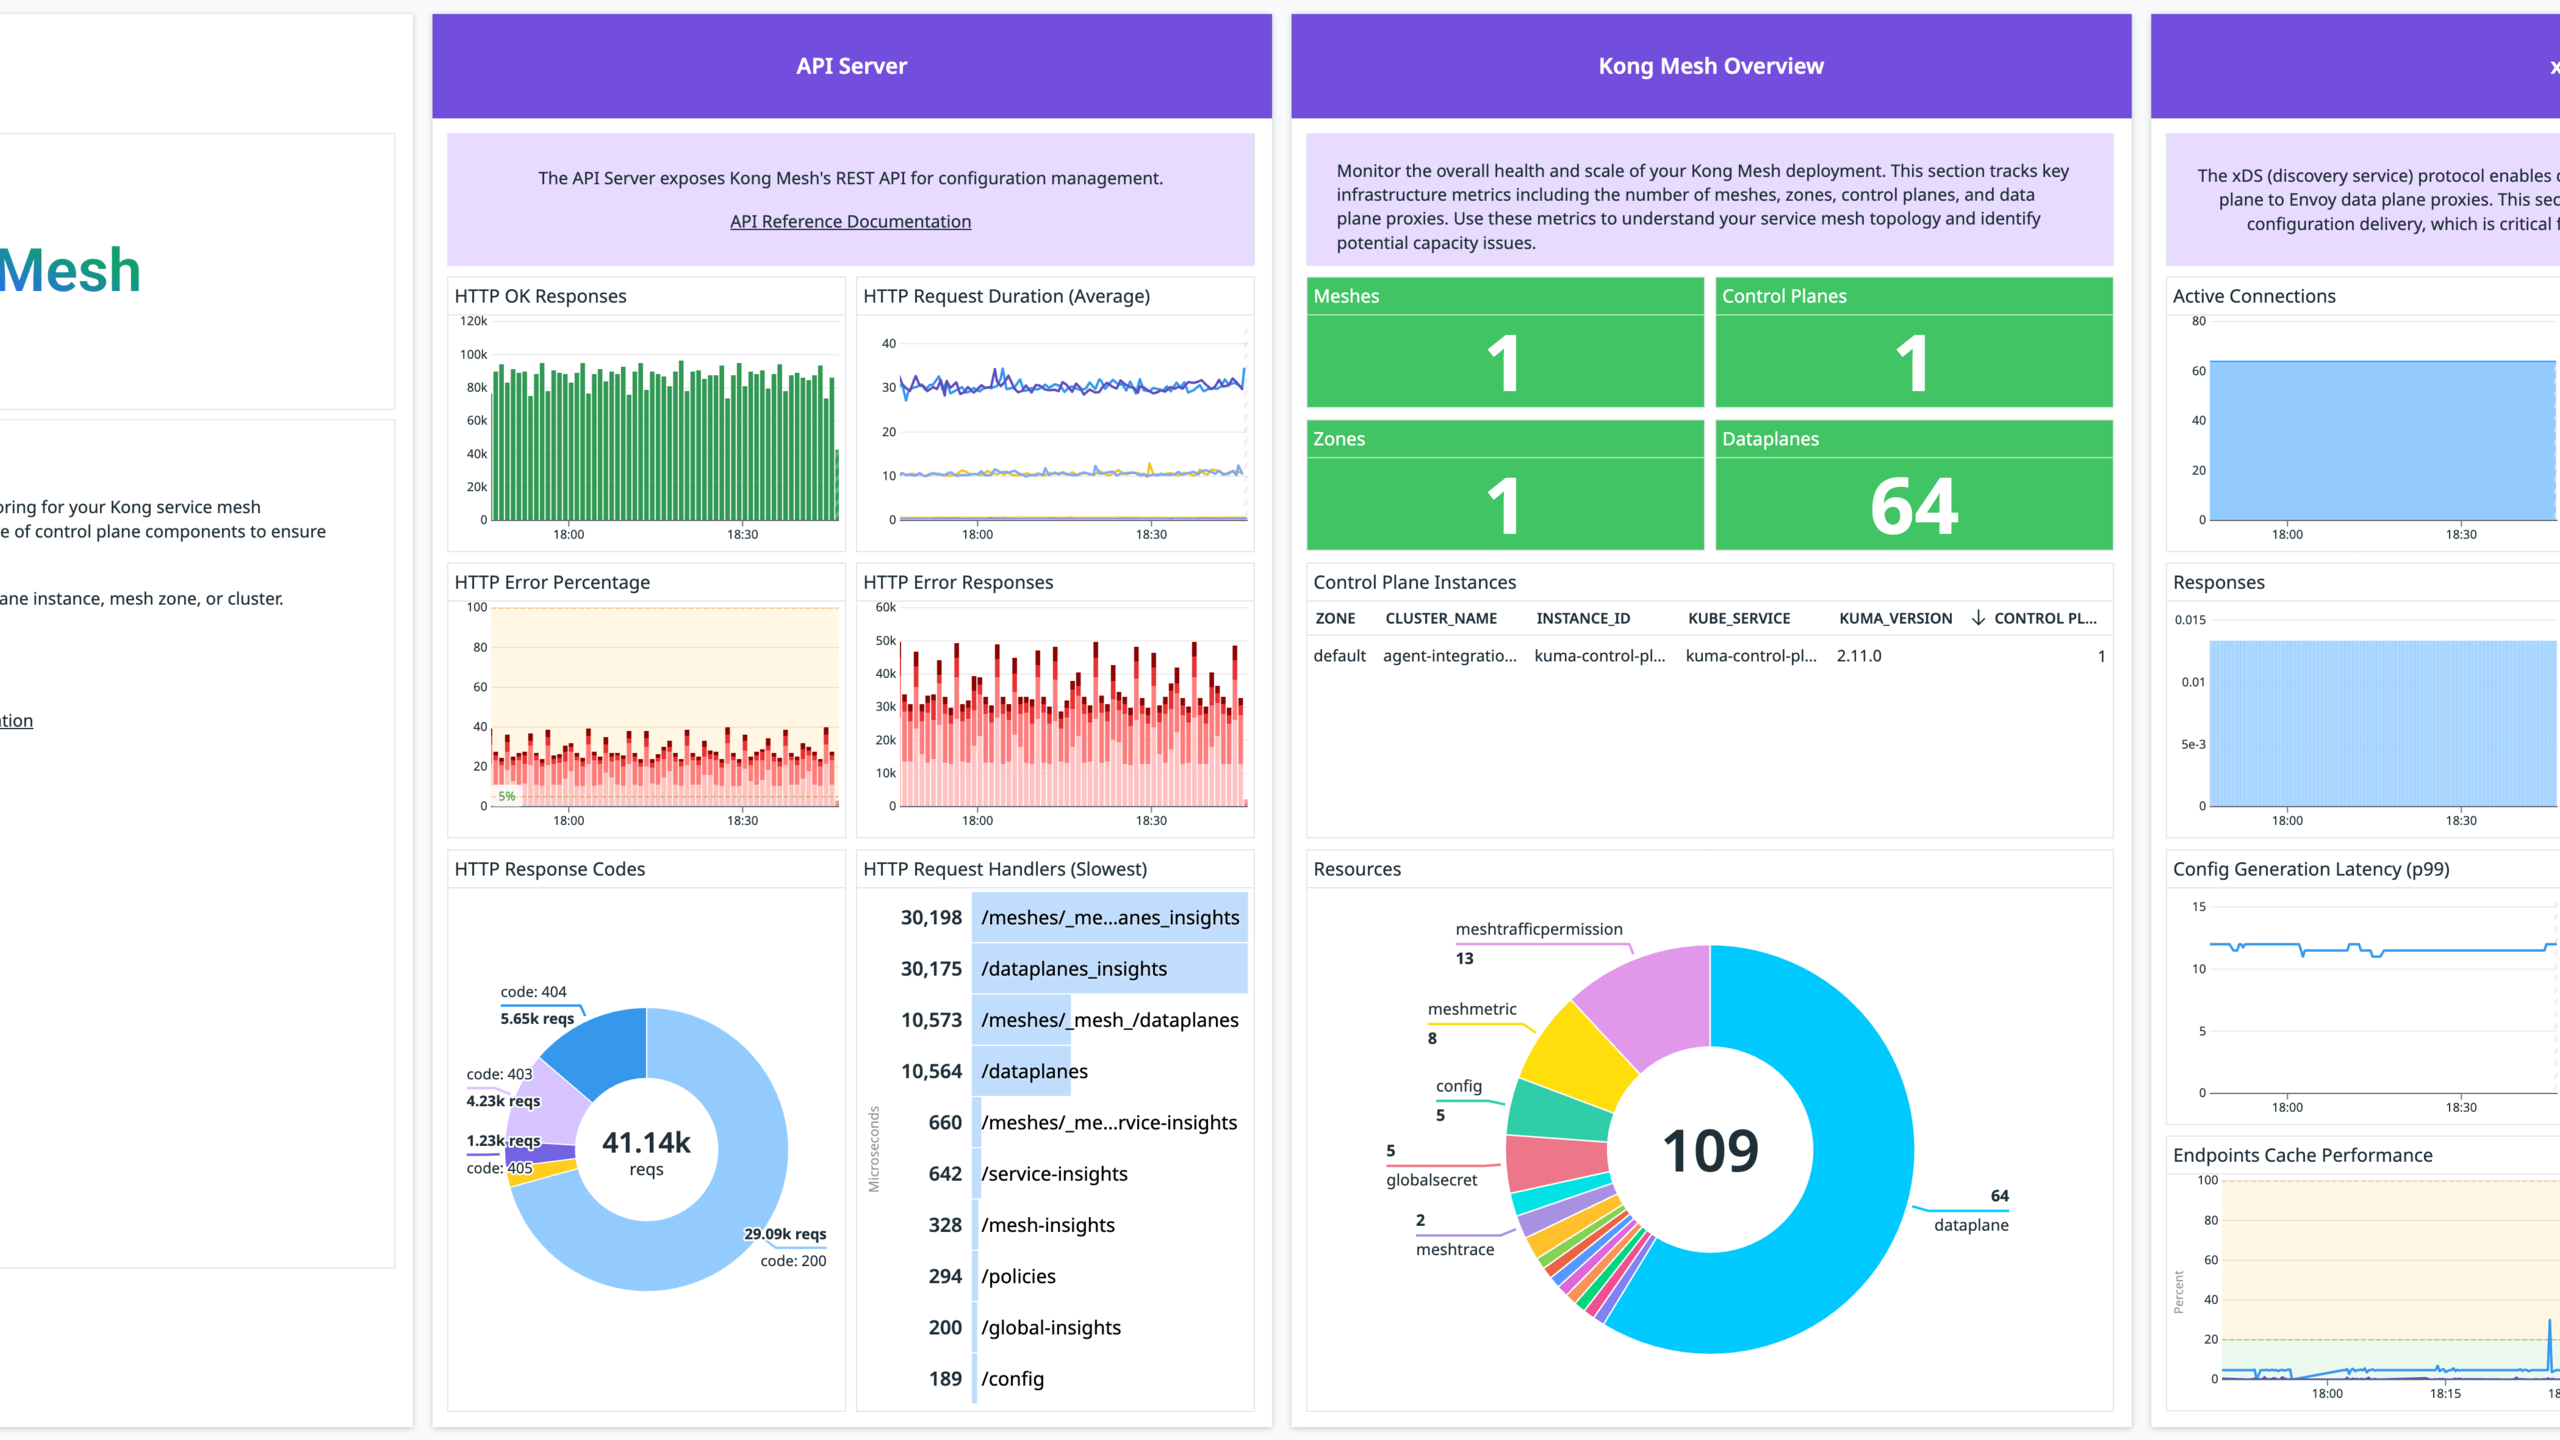 Mesh
oring for your Kong service mesh
e of control plane components to ensure
ane instance, mesh zone, or cluster.
ation
API Server
The API Server exposes Kong Mesh's REST API for configuration management.
API Reference Documentation
HTTP OK Responses
120k
100k
80k
60k
40k
20k
0
18:00
18:30
HTTP Request Duration (Average)
40
30
20
10
0
18:00
18:30
HTTP Error Percentage
100
80
60
40
20
0
5%
18:00
18:30
HTTP Error Responses
60k
50k
40k
30k
20k
10k
0
18:00
18:30
HTTP Response Codes
code: 404
5.65k reqs
code: 403
4.23k reqs
1.23k reqs
code: 405
41.14k
reqs
29.09k reqs
code: 200
HTTP Request Handlers (Slowest)
Microseconds
30,198 /meshes/_me...anes_insights
30,175 /dataplanes_insights
10,573 /meshes/_mesh_/dataplanes
10,564 /dataplanes
660 /meshes/_me...rvice-insights
642 /service-insights
328 /mesh-insights
294 /policies
200 /global-insights
189 /config
Kong Mesh Overview
Monitor the overall health and scale of your Kong Mesh deployment. This section tracks key
infrastructure metrics including the number of meshes, zones, control planes, and data
plane proxies. Use these metrics to understand your service mesh topology and identify
potential capacity issues.
Meshes
1
Control Planes
1
Zones
1
Dataplanes
64
Control Plane Instances
ZONE CLUSTER_NAME INSTANCE_ID KUBE_SERVICE KUMA_VERSION ↓ CONTROL PL...
default agent-integratio... kuma-control-pl... kuma-control-pl... 2.11.0 1
Resources
meshtrafficpermission
13
meshmetric
8
config
5
5
globalsecret
2
meshtrace
109
64
dataplane
x
The xDS (discovery service) protocol enables
plane to Envoy data plane proxies. This sec
configuration delivery, which is critical
Active Connections
80
60
40
20
0
18:00
18:30
Responses
0.015
0.01
5e-3
0
18:00
18:30
Config Generation Latency (p99)
15
10
5
0
18:00
18:30
Endpoints Cache Performance
Percent
100
80
60
40
20
0
18:00
18:15
18